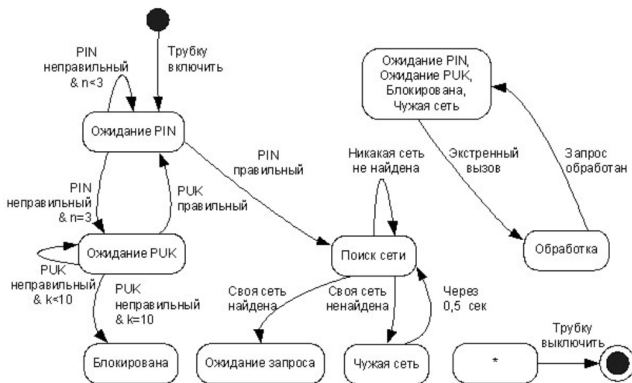 Трубку
включить
PIN
неправильный
& n<3
Ожидание PIN
Ожидание PIN,
Ожидание PUK,
Блокирована,
Чужая сеть
PIN
правильный
Никакая сеть
не найдена
Экстренный
вызов
Запрос
обработан
PIN
неправильный
& n=3
PUK
правильный
Ожидание PUK
Поиск сети
Обработка
PUK
неправильный
& k<10
PUK
неправильный
& k=10
Своя сеть
найдена
Своя сеть
ненайдена
Через
0,5 сек
Трубку
выключить
Блокирована
Ожидание запроса
Чужая сеть
*